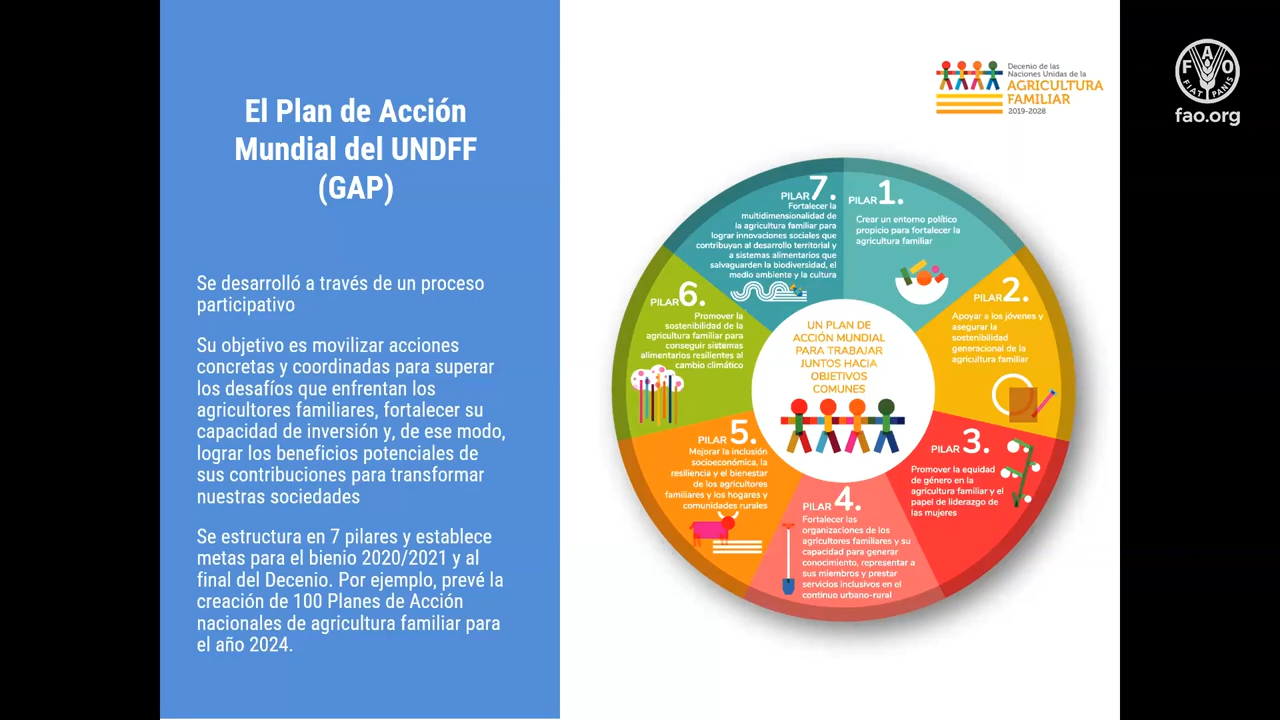 El Plan de Acción
Mundial del UNDFF
(GAP)
Se desarrolló a través de un proceso
participativo
Su objetivo es movilizar acciones
concretas y coordinadas para superar
los desafíos que enfrentan los
agricultores familiares, fortalecer su
capacidad de inversión y, de ese modo,
lograr los beneficios potenciales de
sus contribuciones para transformar
nuestras sociedades
Se estructura en 7 pilares y establece
metas para el bienio 2020/2021 y al
final del Decenio. Por ejemplo, prevé la
creación de 100 Planes de Acción
nacionales de agricultura familiar para
el año 2024.
Decenio de las
Naciones Unidas de la
AGRICULTURA
FAMILIAR
2019-2028
PILAR 1.
Crear un entorno político
propicio para fortalecer la
agricultura familiar
PILAR 2.
Apoyar a los jóvenes y
asegurar la
sostenibilidad
generacional de la
agricultura familiar
PILAR 3.
Promover la equidad
de género en la
agricultura familiar y el
papel de liderazgo de
las mujeres
PILAR 4.
Fortalecer las
organizaciones de los
agricultores familiares y su
capacidad para generar
conocimiento, representar a
sus miembros y prestar
servicios inclusivos en el
continuo urbano-rural
PILAR 5.
Mejorar la inclusión
socioeconómica, la
resiliencia y el bienestar
de los agricultores
familiares y los hogares y
comunidades rurales
PILAR 6.
Promover la
sostenibilidad de la
agricultura familiar para
conseguir sistemas
alimentarios resilientes al
cambio climático
PILAR 7.
Fortalecer la
multidimensionalidad de
la agricultura familiar para
lograr innovaciones sociales que
contribuyan al desarrollo territorial y
a sistemas alimentarios que
salvaguarden la biodiversidad, el
medio ambiente y la cultura
UN PLAN DE
ACCIÓN MUNDIAL
PARA TRABAJAR
JUNTOS HACIA
OBJETIVOS
COMUNES
F A O
FIAT PANIS
fao.org